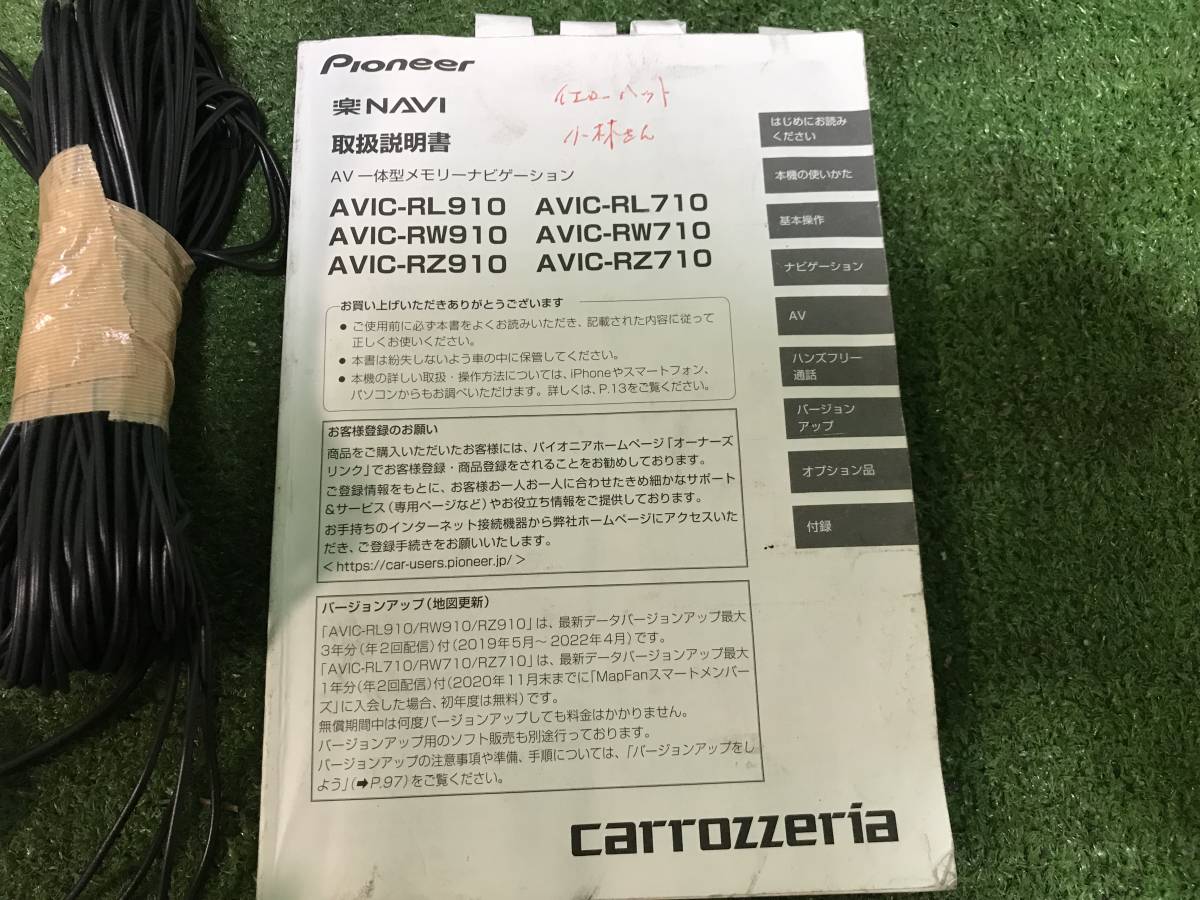 Pioneer
楽NAVI
イエローハット
小林さん
取扱説明書
AV一体型メモリーナビゲーション
AVIC-RL910 AVIC-RL710
AVIC-RW910 AVIC-RW710
AVIC-RZ910 AVIC-RZ710
お買い上げいただきありがとうございます
● ご使用前に必ず本書をよくお読みいただき、記載された内容に従って
正しくお使いください。
● 本書は紛失しないよう車の中に保管してください。
● 本機の詳しい取扱・操作方法については、iPhoneやスマートフォン、
パソコンからもお調べいただけます。詳しくは、P.13をご覧ください。
お客様登録のお願い
商品をご購入いただいたお客様には、パイオニアホームページ「オーナーズ
リンク」でお客様登録・商品登録をされることをお勧めしております。
ご登録情報をもとに、お客様お一人お一人に合わせたきめ細かなサポート
&サービス(専用ページなど)やお役立ち情報をご提供しております。
お手持ちのインターネット接続機器から弊社ホームページにアクセスいた
だき、ご登録手続きをお願いいたします。
<https://car-users.pioneer.jp/>
バージョンアップ(地図更新)
「AVIC-RL910/RW910/RZ910」は、最新データバージョンアップ最大
3年分(年2回配信)付(2019年5月～2022年4月)です。
「AVIC-RL710/RW710/RZ710」は、最新データバージョンアップ最大
1年分(年2回配信)付(2020年11月末までに「MapFanスマートメンバー
ズ」に入会した場合、初年度は無料)です。
無償期間中は何度バージョンアップしても料金はかかりません。
バージョンアップ用のソフト販売も別途行っております。
バージョンアップの注意事項や準備、手順については、「バージョンアップをし
よう」(➡P.97)をご覧ください。
carrozzeria
はじめにお読み
ください
本機の使いかた
基本操作
ナビゲーション
AV
ハンズフリー
通話
バージョン
アップ
オプション品
付録